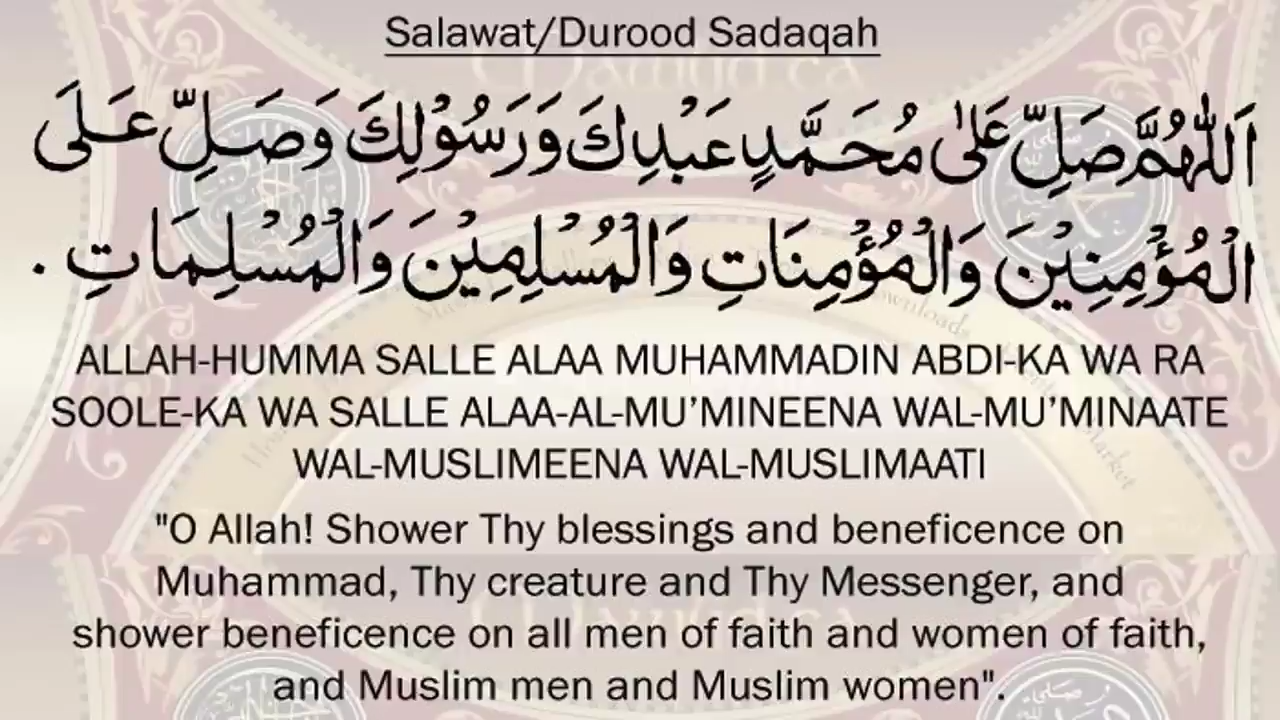 Salawat/Durood Sadaqah
اَللّٰهُمَّ صَلِّ عَلٰى مُحَمَّدٍ عَبْدِكَ وَرَسُوْلِكَ وَصَلِّ عَلَى
الْمُؤْمِنِيْنَ وَالْمُؤْمِنَاتِ وَالْمُسْلِمِيْنَ وَالْمُسْلِمَاتِ .
ALLAH-HUMMA SALLE ALAA MUHAMMADIN ABDI-KA WA RA
SOOLE-KA WA SALLE ALAA-AL-MU’MINEENA WAL-MU’MINAATE
WAL-MUSLIMEENA WAL-MUSLIMAATI
"O Allah! Shower Thy blessings and beneficence on
Muhammad, Thy creature and Thy Messenger, and
shower beneficence on all men of faith and women of faith,
and Muslim men and Muslim women".